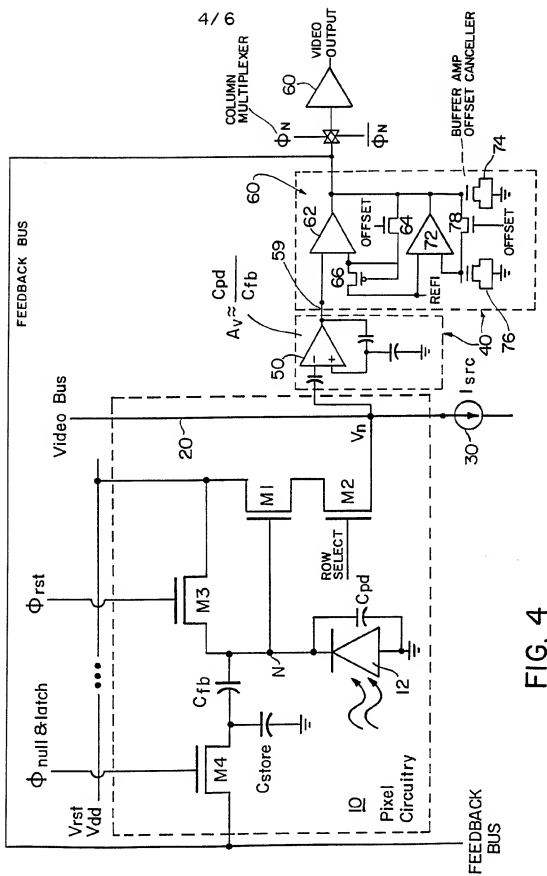 4/6
FEEDBACK BUS
COLUMN
MULTIPLEXER
ΦN
Φ̅N̅
60
VIDEO
OUTPUT
Video Bus
20
Av ≈ Cpd
Cfb
59
60
62
OFFSET
64
66
72
REF1
78
OFFSET
76
74
BUFFER AMP
OFFSET CANCELLER
50
−
+
40
Φrst
Φnull&latch
Vrst
Vdd
M3
M1
M2
M4
Cfb
Cstore
N
ROW
SELECT
Cpd
12
Vn
Isrc
30
10
Pixel
Circuitry
FEEDBACK
BUS
FIG. 4